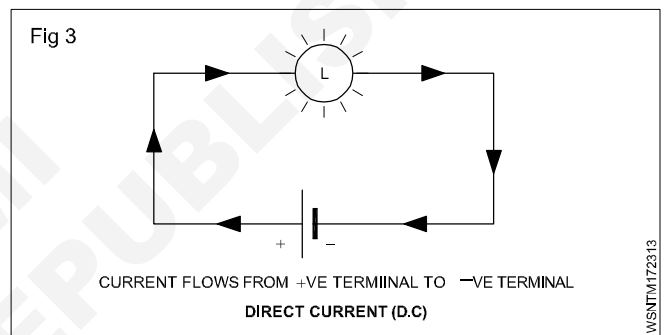 Fig 3
L
+ −
CURRENT FLOWS FROM +VE TERMIINAL TO −VE TERMINAL
DIRECT CURRENT (D.C)
WSNTM172313